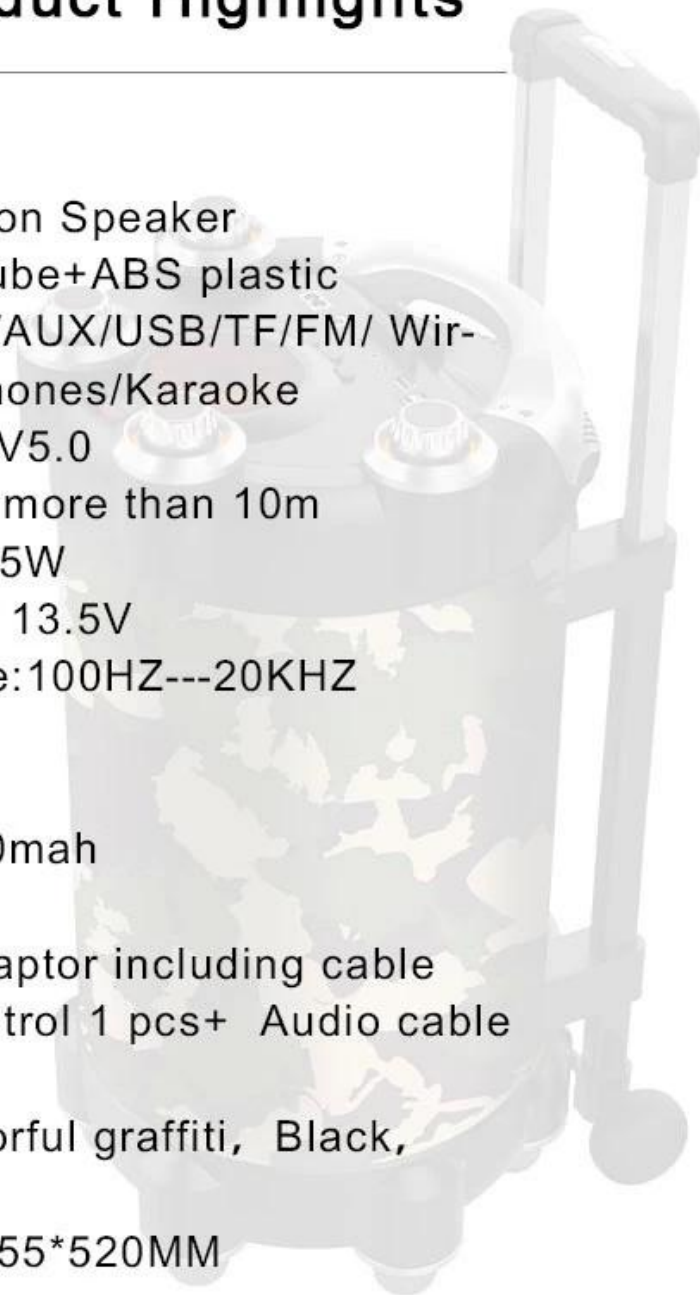 duct Highlights
on Speaker
ube+ABS plastic
/AUX/USB/TF/FM/ Wir-
ones/Karaoke
V5.0
more than 10m
5W
13.5V
e:100HZ---20KHZ
0mah
aptor including cable
trol 1 pcs+ Audio cable
orful graffiti, Black,
55*520MM